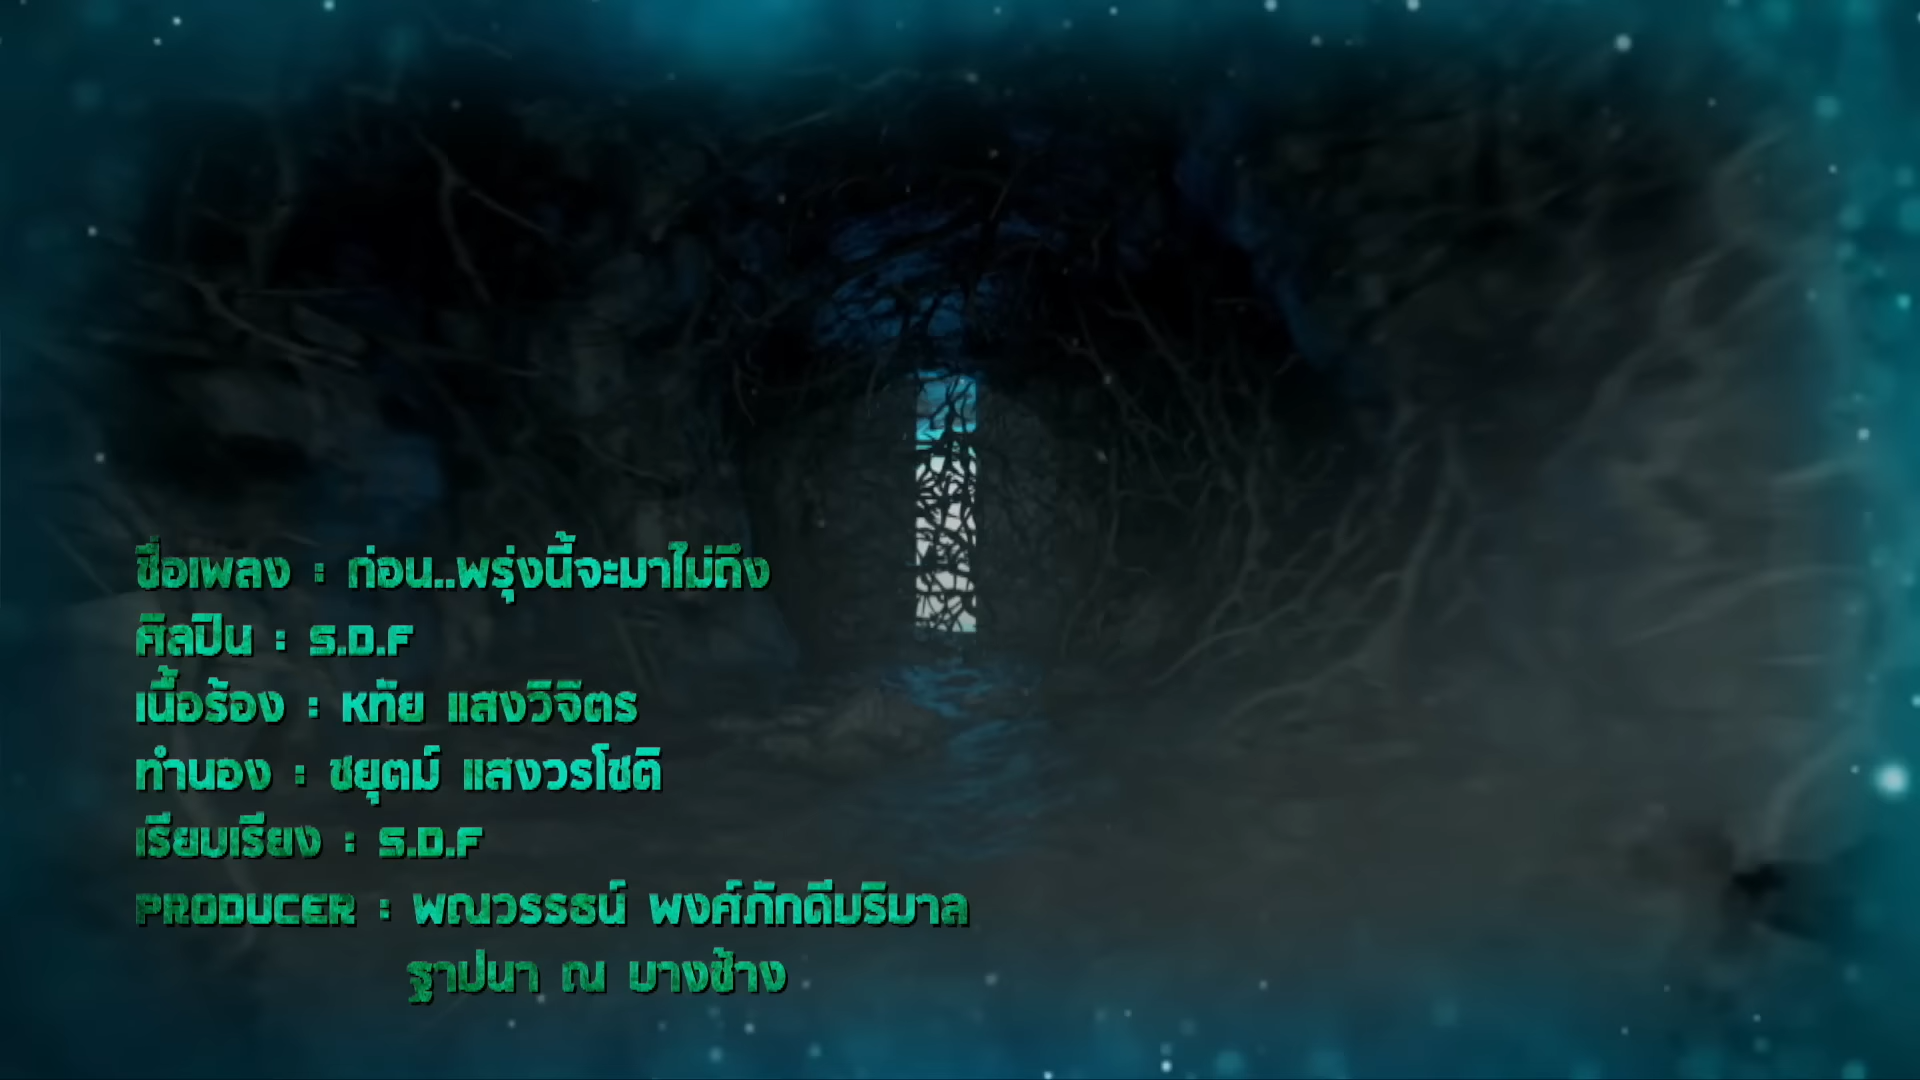 ชื่อเพลง : ก่อน..พรุ่งนี้จะมาไม่ถึง
ศิลปิน : S.D.F
เนื้อร้อง : หทัย แสงวิจิตร
ทำนอง : ชยุตม์ แสงวรโชติ
เรียบเรียง : S.D.F
PRODUCER : พณวรรธน์ พงศ์ภักดีบริบาล
ฐาปนา ณ บางช้าง